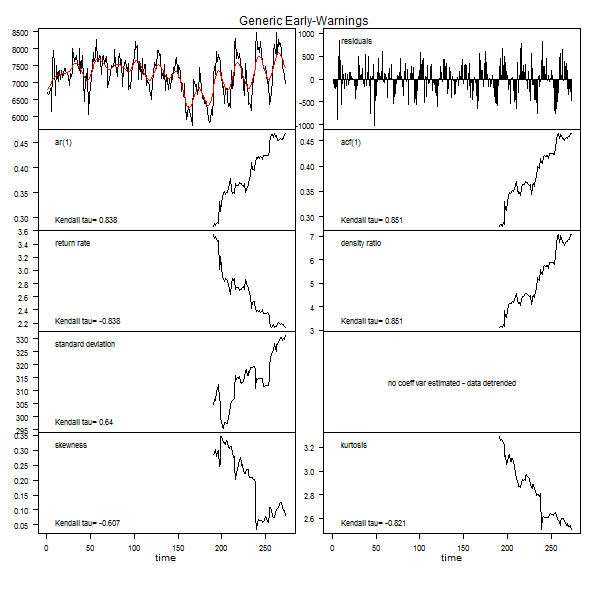 Generic Early-Warnings
8500
8000
7500
7000
6500
6000
residuals
1000
500
0
-500
-1000
ar(1)
0.45
0.40
0.35
0.30
Kendall tau= 0.838
acf(1)
0.45
0.40
0.35
0.30
Kendall tau= 0.851
return rate
3.6
3.4
3.2
3.0
2.8
2.6
2.4
2.2
Kendall tau= -0.838
density ratio
7
6
5
4
3
Kendall tau= 0.851
standard deviation
330
325
320
315
310
305
300
295
Kendall tau= 0.64
no coeff var estimated - data detrended
skewness
0.35
0.30
0.25
0.20
0.15
0.10
0.05
Kendall tau= -0.607
kurtosis
3.2
3.0
2.8
2.6
Kendall tau= -0.821
0 50 100 150 200 250
time
0 50 100 150 200 250
time